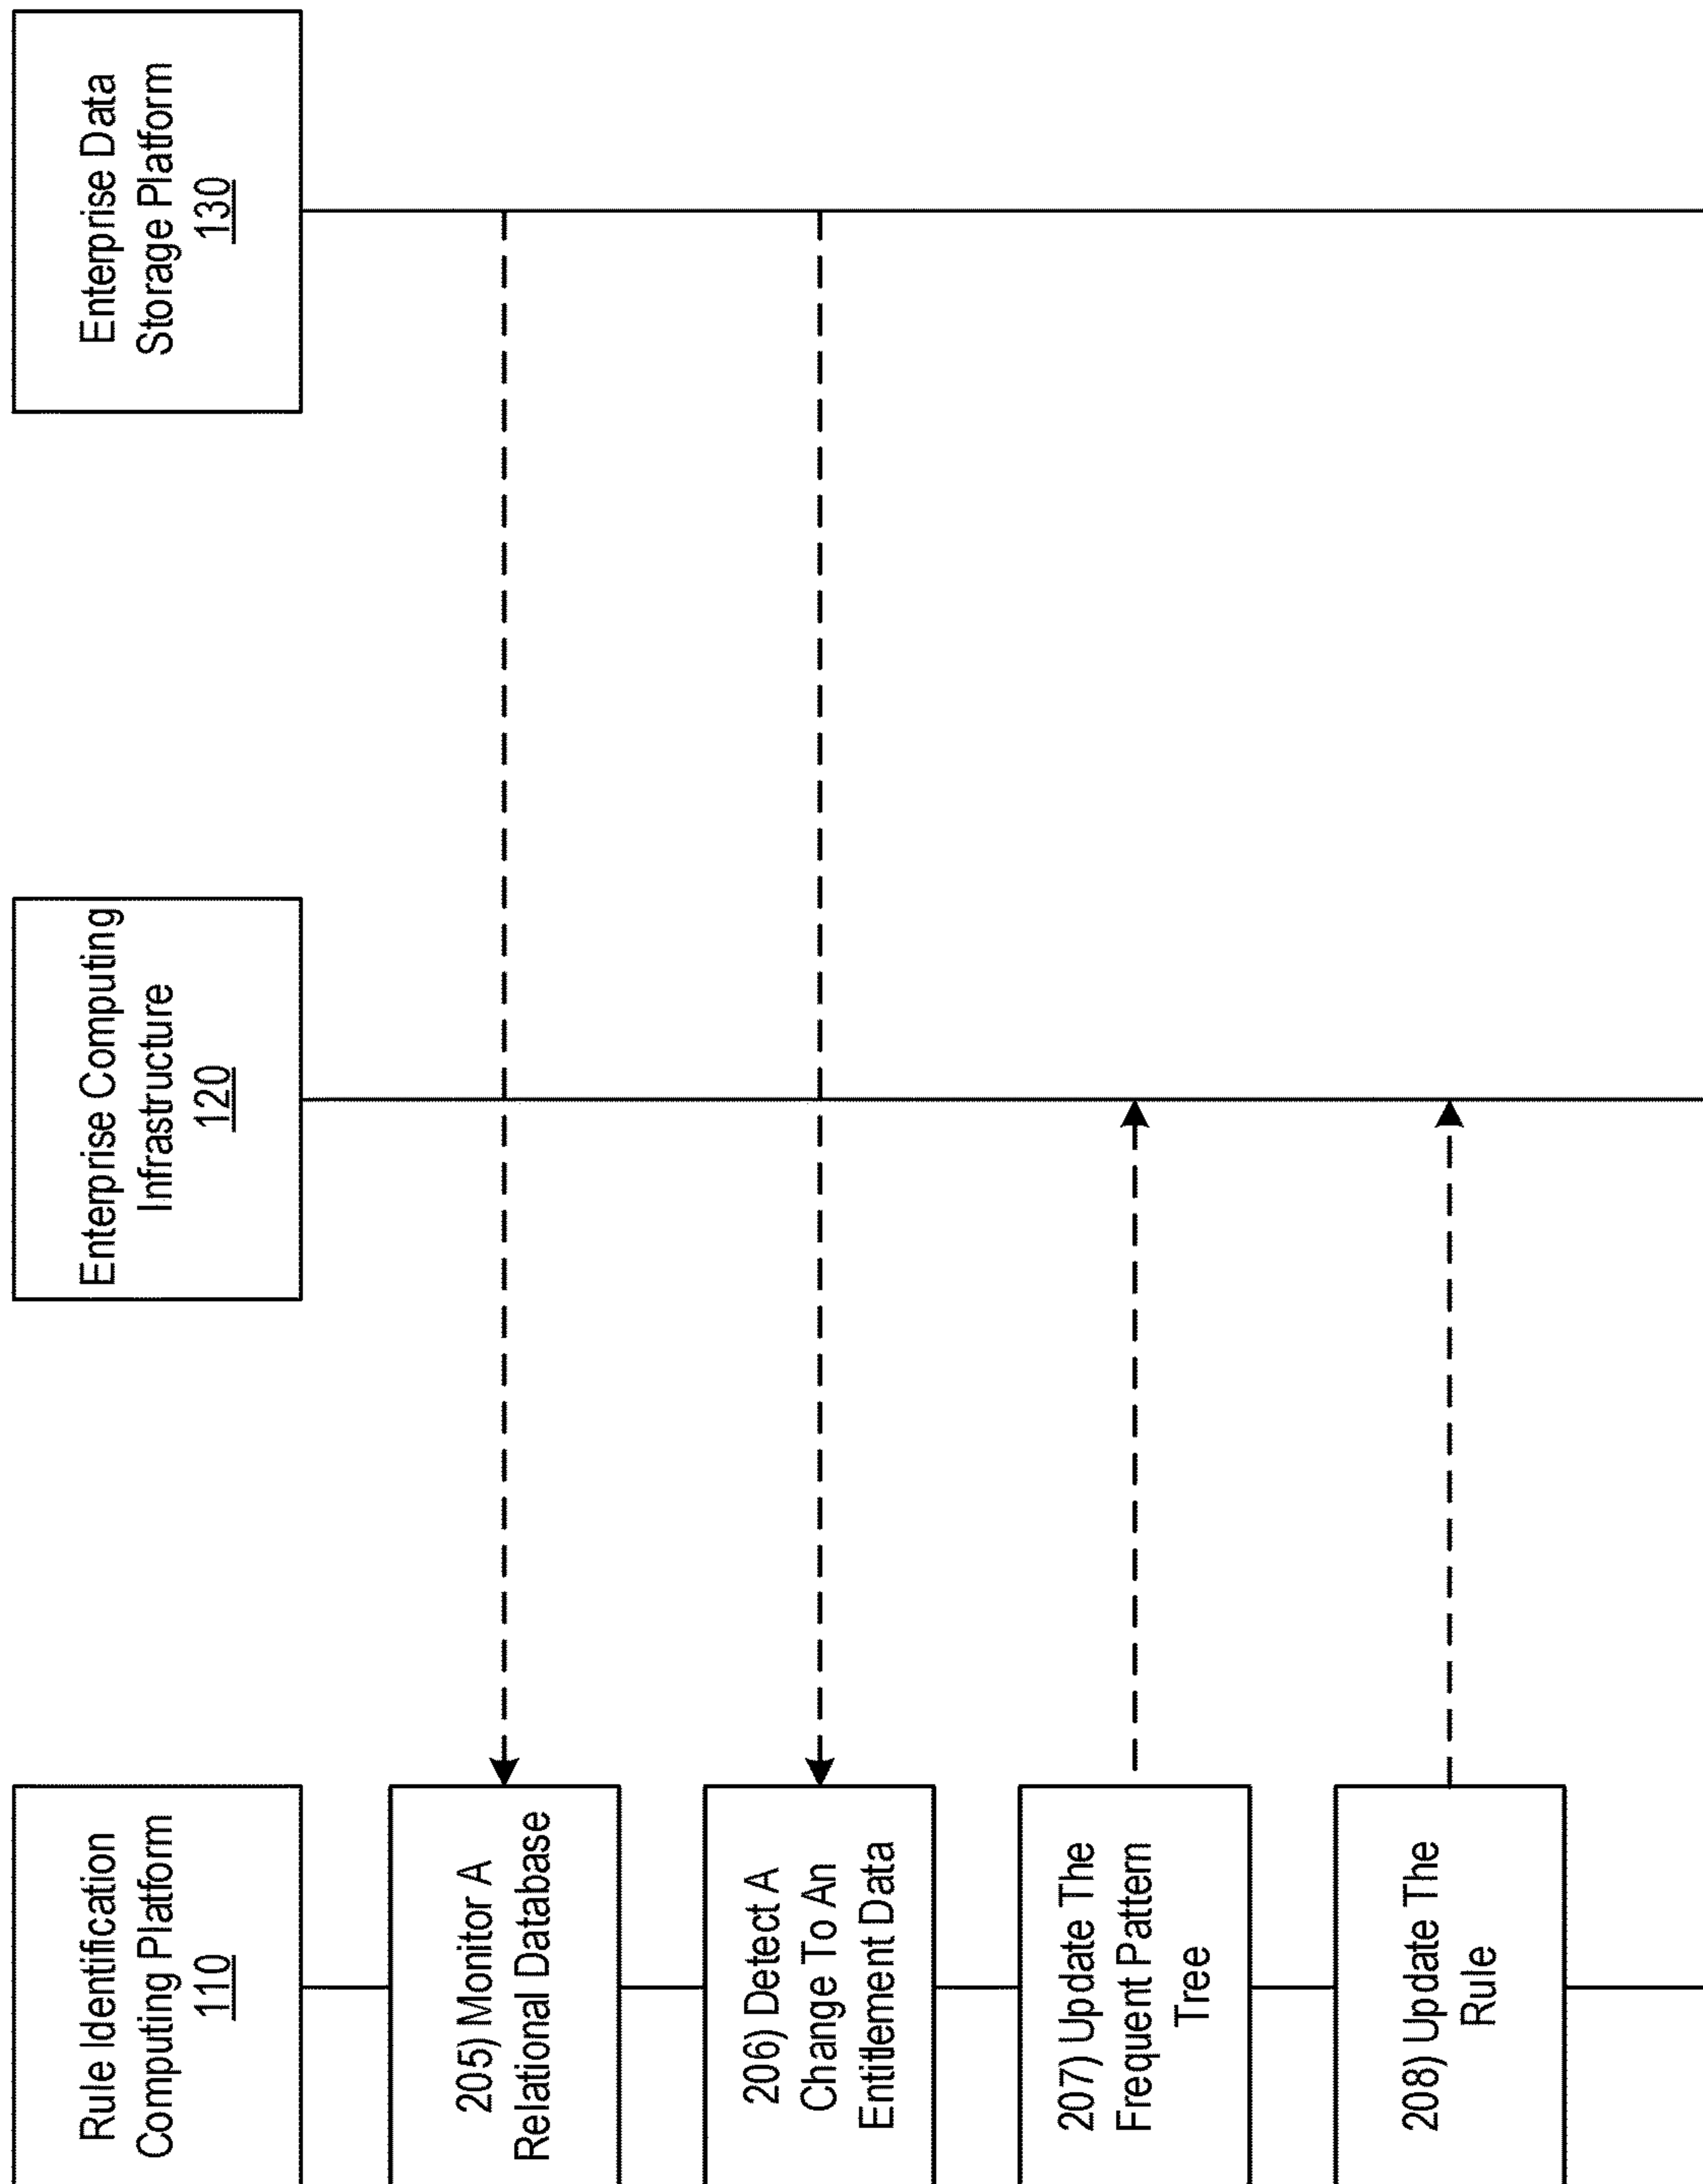 Rule Identification
Computing Platform
110
Enterprise Computing
Infrastructure
120
Enterprise Data
Storage Platform
130
205) Monitor A
Relational Database
206) Detect A
Change To An
Entitlement Data
207) Update The
Frequent Pattern
Tree
208) Update The
Rule